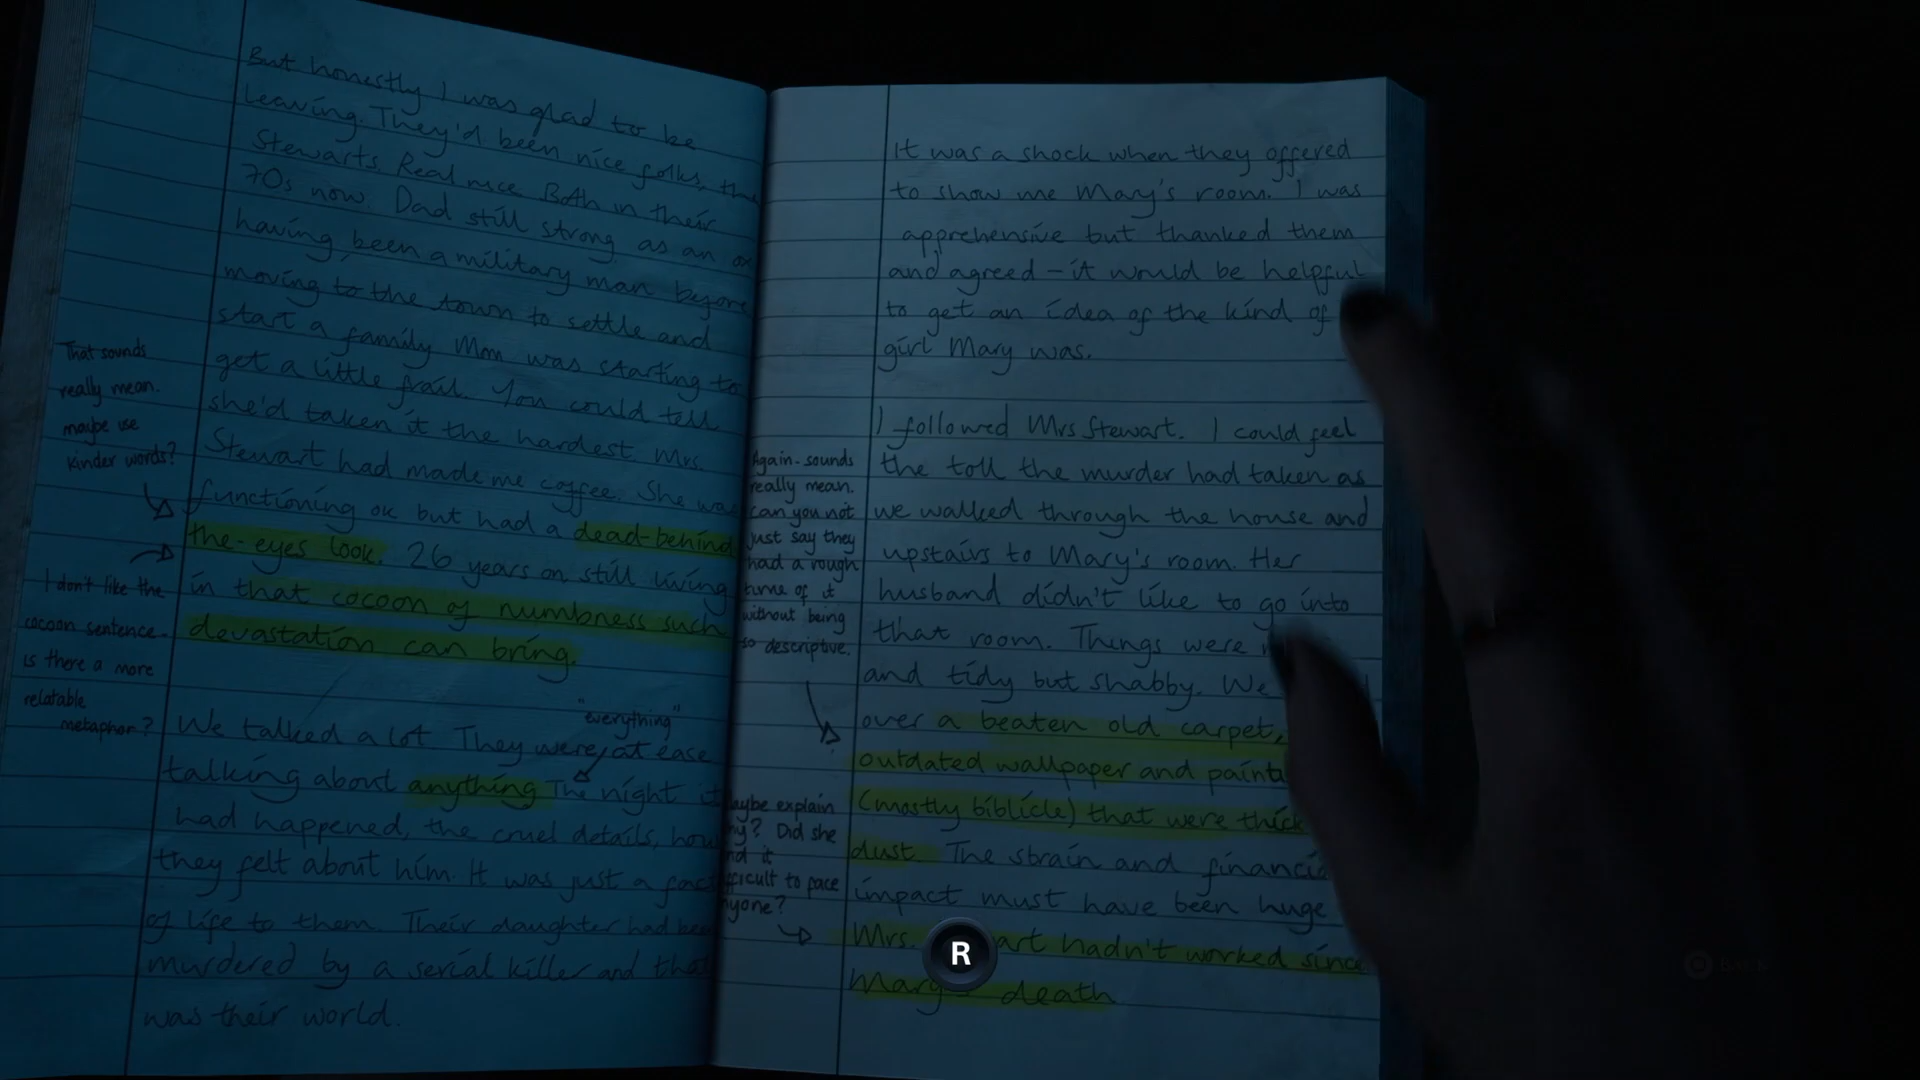 But honestly I was glad to be
leaving. They'd been nice folks, the
Stewarts. Real nice Both in their
70s now. Dad still strong as an ox
having been a military man before
moving to the town to settle and
start a family Mom was starting to
get a little frail. You could tell
she'd taken it the hardest Mrs.
Stewart had made me coffee. She was
functioning ok but had a dead-behind
the-eyes look. 26 years on still living
in that cocoon of numbness such
devastation can bring.
That sounds
really mean.
maybe use
kinder words?
I don't like the
cocoon sentence.
is there a more
relatable
metaphor?
"everything"
We talked a lot They were at ease
talking about anything The night it
had happened, the cruel details, how
they felt about him. It was just a fact
of life to them. Their daughter had been
murdered by a serial killer and that
was their world.
It was a shock when they offered
to show me Mary's room. I was
apprehensive but thanked them
and agreed – it would be helpful
to get an idea of the kind of
girl Mary was.
I followed Mrs Stewart. I could feel
the toll the murder had taken as
we walked through the house and
upstairs to Mary's room. Her
husband didn't like to go into
that room. Things were
and tidy but shabby. We
over a beaten old carpet,
outdated wallpaper and paint
(mostly biblicle) that were thick
dust The strain and financia
impact must have been huge
Mrs. art hadn't worked since
Mary death
Again - sounds
really mean.
can you not
just say they
had a rough
time of it
without being
so descriptive.
aybe explain
hy? Did she
nd it
fficult to face
nyone?
R
Back